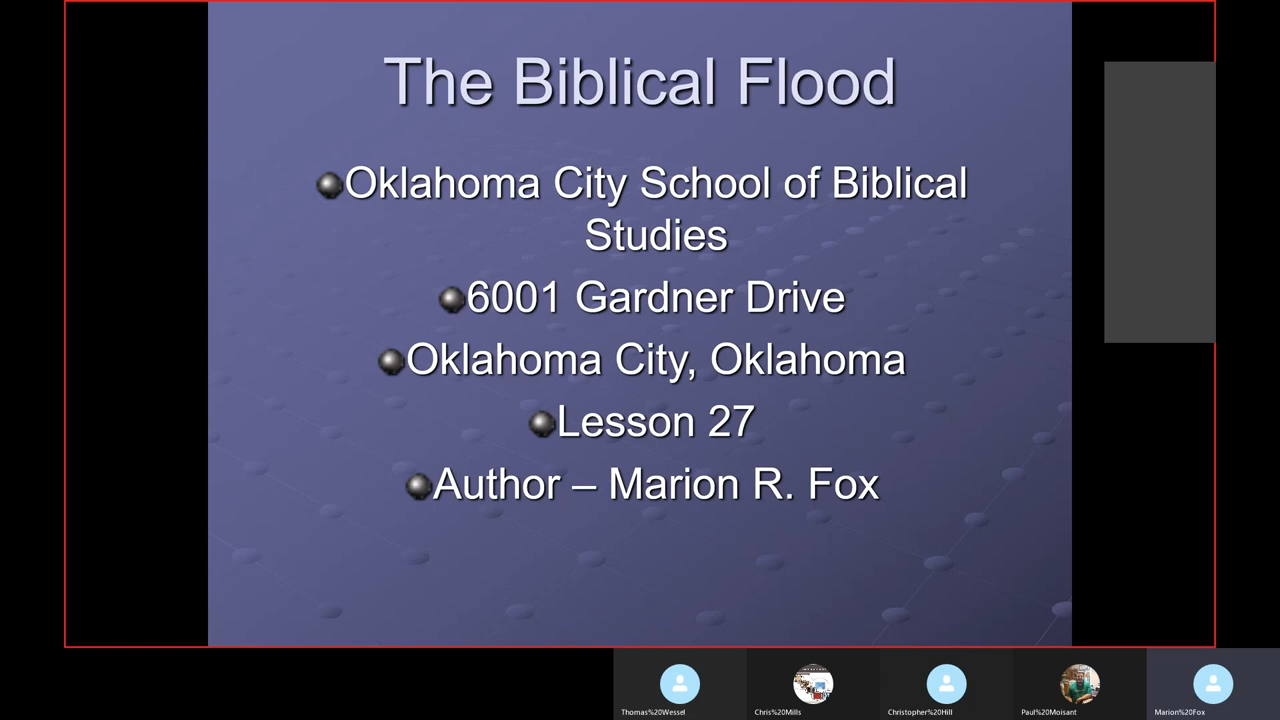 The Biblical Flood
Oklahoma City School of Biblical
Studies
6001 Gardner Drive
Oklahoma City, Oklahoma
Lesson 27
Author – Marion R. Fox
Thomas%20Wessel
Chris%20Mills
Christopher%20Hill
Paul%20Moisant
Marion%20Fox